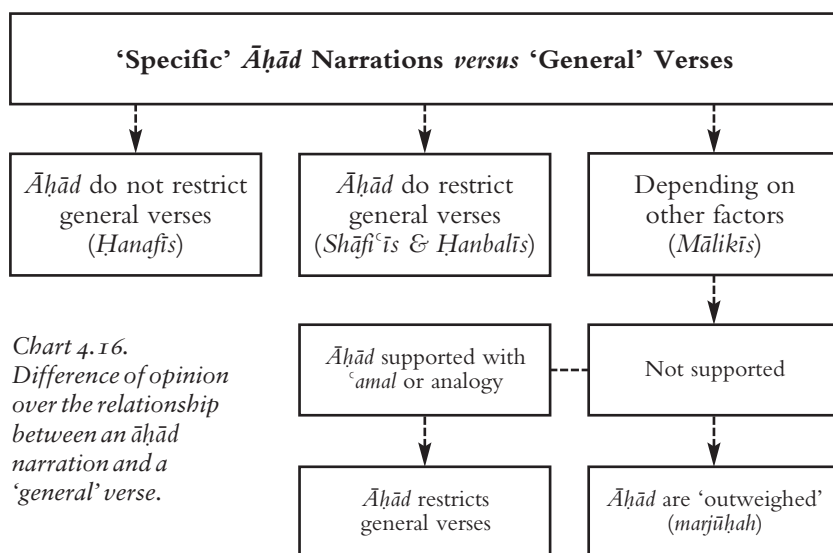 ‘Specific’ Āḥād Narrations versus ‘General’ Verses
Āḥād do not restrict
general verses
(Ḥanafīs)
Āḥād do restrict
general verses
(Shāfiʿīs & Ḥanbalīs)
Depending on
other factors
(Mālikīs)
Chart 4.16.
Difference of opinion
over the relationship
between an āḥād
narration and a
‘general’ verse.
Āḥād supported with
ʿamal or analogy
Not supported
Āḥād restricts
general verses
Āḥād are ‘outweighed’
(marjūḥah)